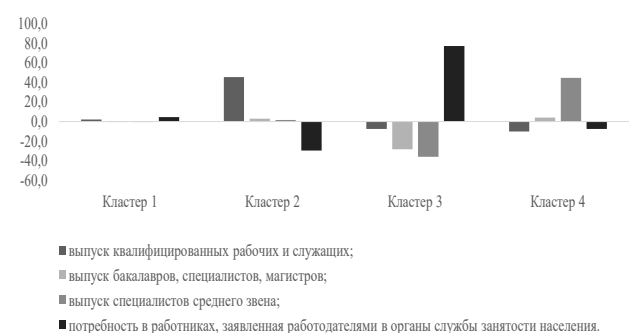 100,0
80,0
60,0
40,0
20,0
0,0
-20,0
-40,0
-60,0
Кластер 1 Кластер 2 Кластер 3 Кластер 4
выпуск квалифицированных рабочих и служащих;
выпуск бакалавров, специалистов, магистров;
выпуск специалистов среднего звена;
потребность в работниках, заявленная работодателями в органы службы занятости населения.